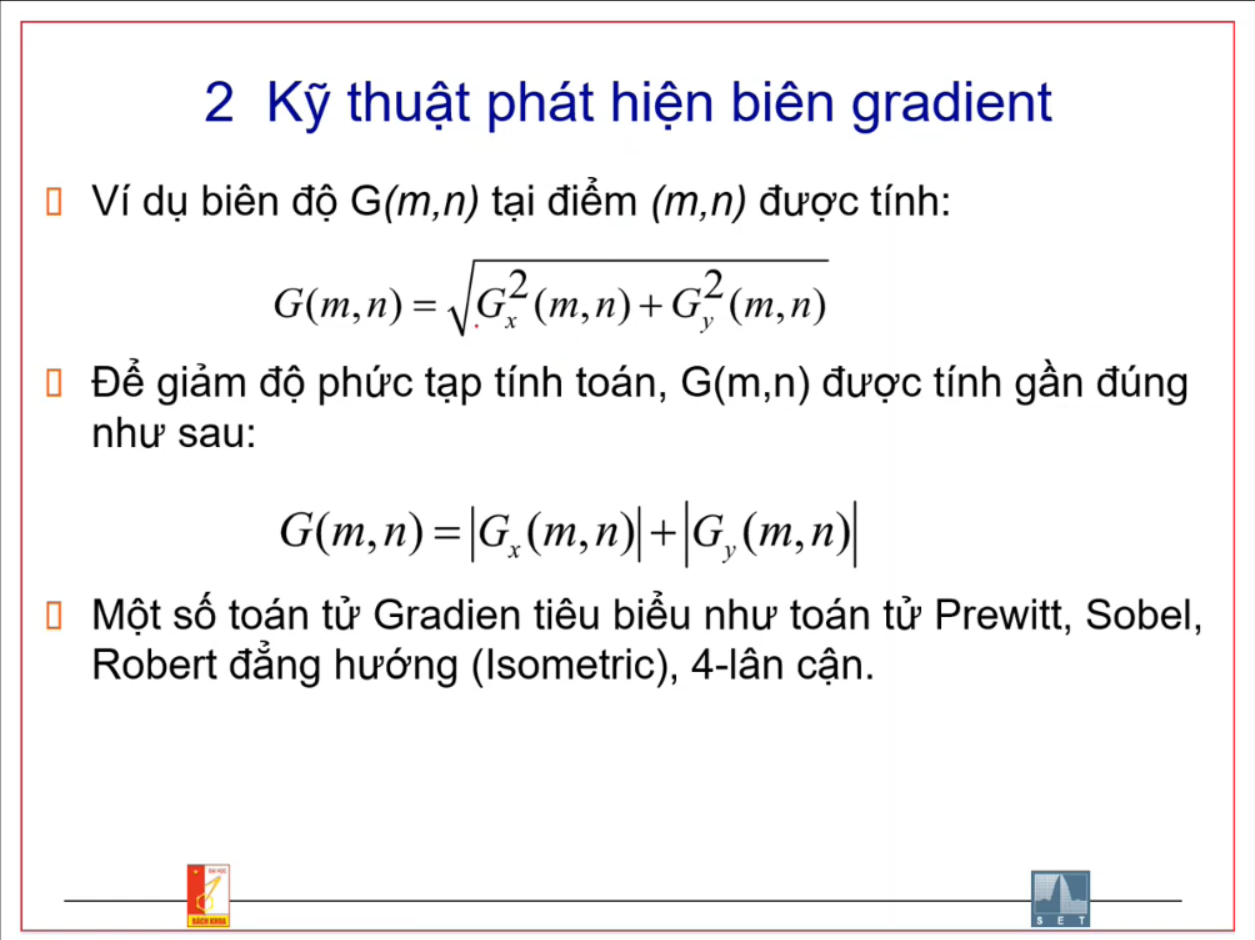 2 Kỹ thuật phát hiện biên gradient
Ví dụ biên độ G(m,n) tại điểm (m,n) được tính:
G(m,n) = √(G_x^2(m,n) + G_y^2(m,n))
Để giảm độ phức tạp tính toán, G(m,n) được tính gần đúng
như sau:
G(m,n) = |G_x(m,n)| + |G_y(m,n)|
Một số toán tử Gradien tiêu biểu như toán tử Prewitt, Sobel,
Robert đẳng hướng (Isometric), 4-lân cận.
ĐẠI HỌC
BÁCH KHOA
S E T